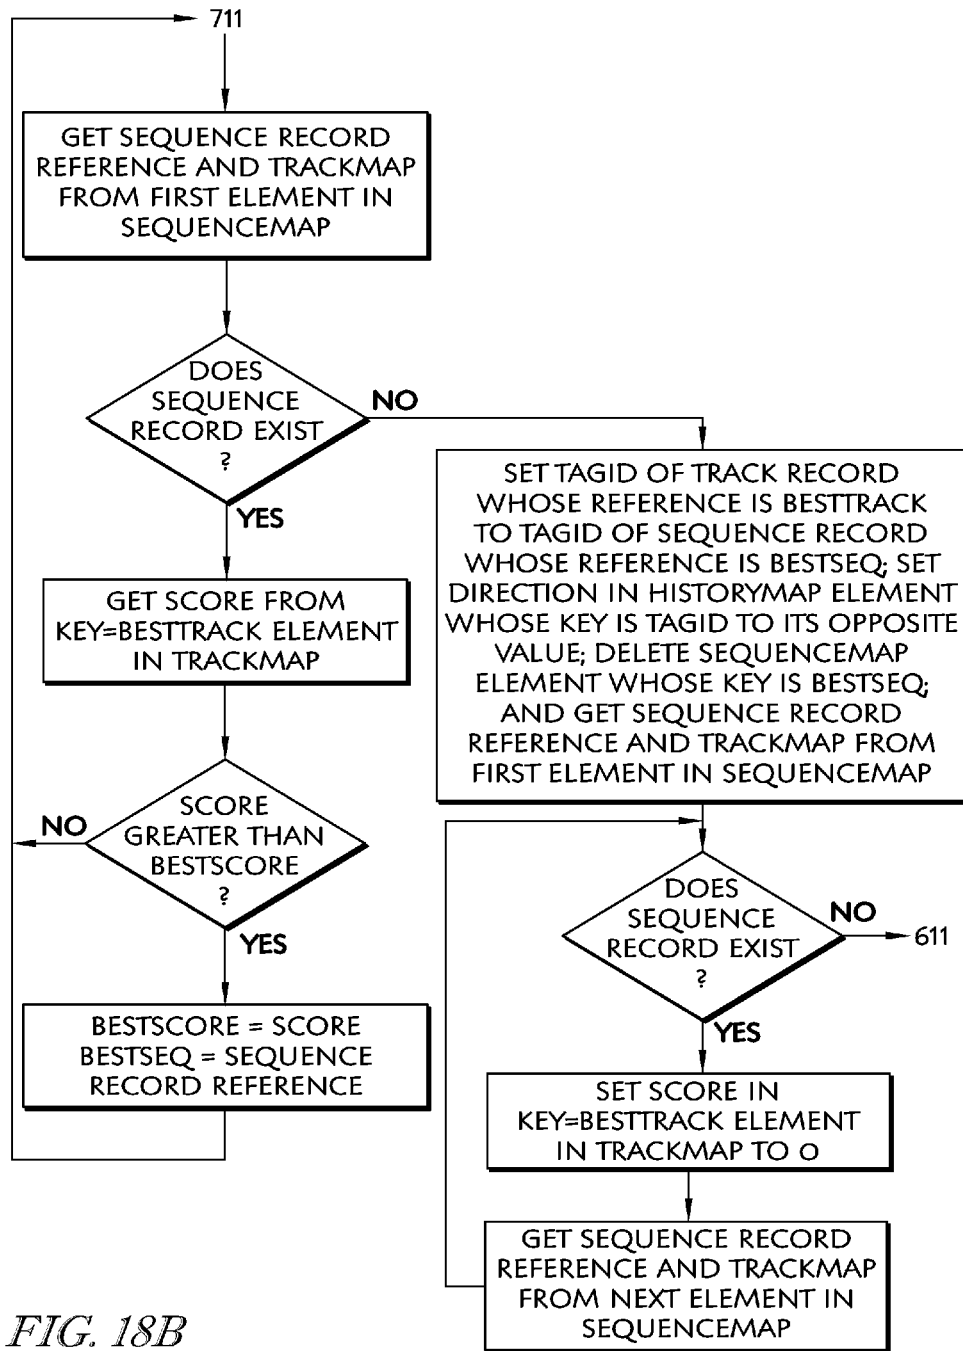 711
GET SEQUENCE RECORD
REFERENCE AND TRACKMAP
FROM FIRST ELEMENT IN
SEQUENCEMAP
DOES
SEQUENCE
RECORD EXIST
?
NO
YES
GET SCORE FROM
KEY=BESTTRACK ELEMENT
IN TRACKMAP
SCORE
GREATER THAN
BESTSCORE
?
NO
YES
BESTSCORE = SCORE
BESTSEQ = SEQUENCE
RECORD REFERENCE
SET TAGID OF TRACK RECORD
WHOSE REFERENCE IS BESTTRACK
TO TAGID OF SEQUENCE RECORD
WHOSE REFERENCE IS BESTSEQ; SET
DIRECTION IN HISTORYMAP ELEMENT
WHOSE KEY IS TAGID TO ITS OPPOSITE
VALUE; DELETE SEQUENCEMAP
ELEMENT WHOSE KEY IS BESTSEQ;
AND GET SEQUENCE RECORD
REFERENCE AND TRACKMAP FROM
FIRST ELEMENT IN SEQUENCEMAP
DOES
SEQUENCE
RECORD EXIST
?
NO
611
YES
SET SCORE IN
KEY=BESTTRACK ELEMENT
IN TRACKMAP TO 0
GET SEQUENCE RECORD
REFERENCE AND TRACKMAP
FROM NEXT ELEMENT IN
SEQUENCEMAP
FIG. 18B